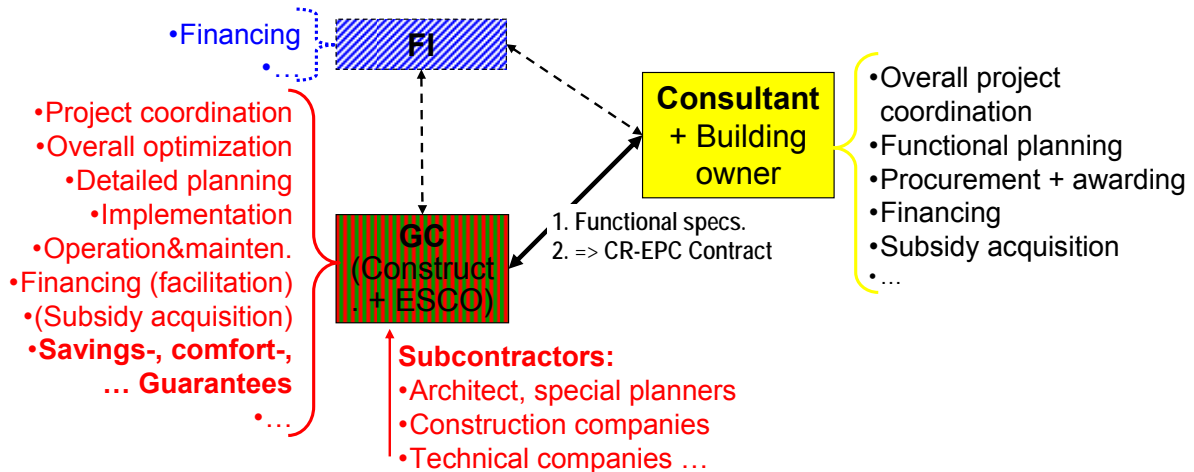 •Financing
•…
FI
•Project coordination
•Overall optimization
•Detailed planning
•Implementation
•Operation&mainten.
•Financing (facilitation)
•(Subsidy acquisition)
•Savings-, comfort-,
… Guarantees
•…
GC
(Construct
. + ESCO)
1. Functional specs.
2. => CR-EPC Contract
Consultant
+ Building
owner
•Overall project
coordination
•Functional planning
•Procurement + awarding
•Financing
•Subsidy acquisition
•…
Subcontractors:
•Architect, special planners
•Construction companies
•Technical companies …